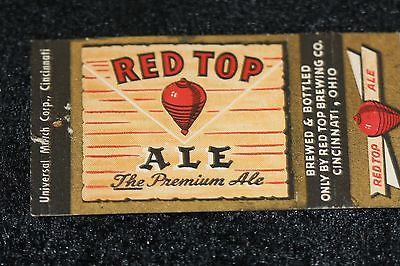 Universal Match Corp., Cincinnati
RED TOP
ALE
The Premium Ale
BREWED & BOTTLED
ONLY BY RED TOP BREWING CO.
CINCINNATI, OHIO
RED TOP
ALE